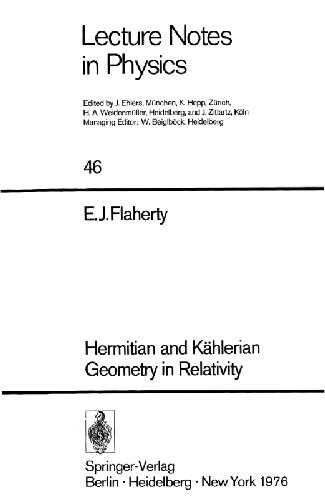 Lecture Notes
in Physics
Edited by J. Ehlers, München, K. Hepp, Zürich,
H. A. Weidenmüller, Heidelberg, and J. Zittartz, Köln
Managing Editor: W. Beiglböck, Heidelberg
46
E.J.Flaherty
Hermitian and Kählerian
Geometry in Relativity
Springer-Verlag
Berlin · Heidelberg · New York 1976